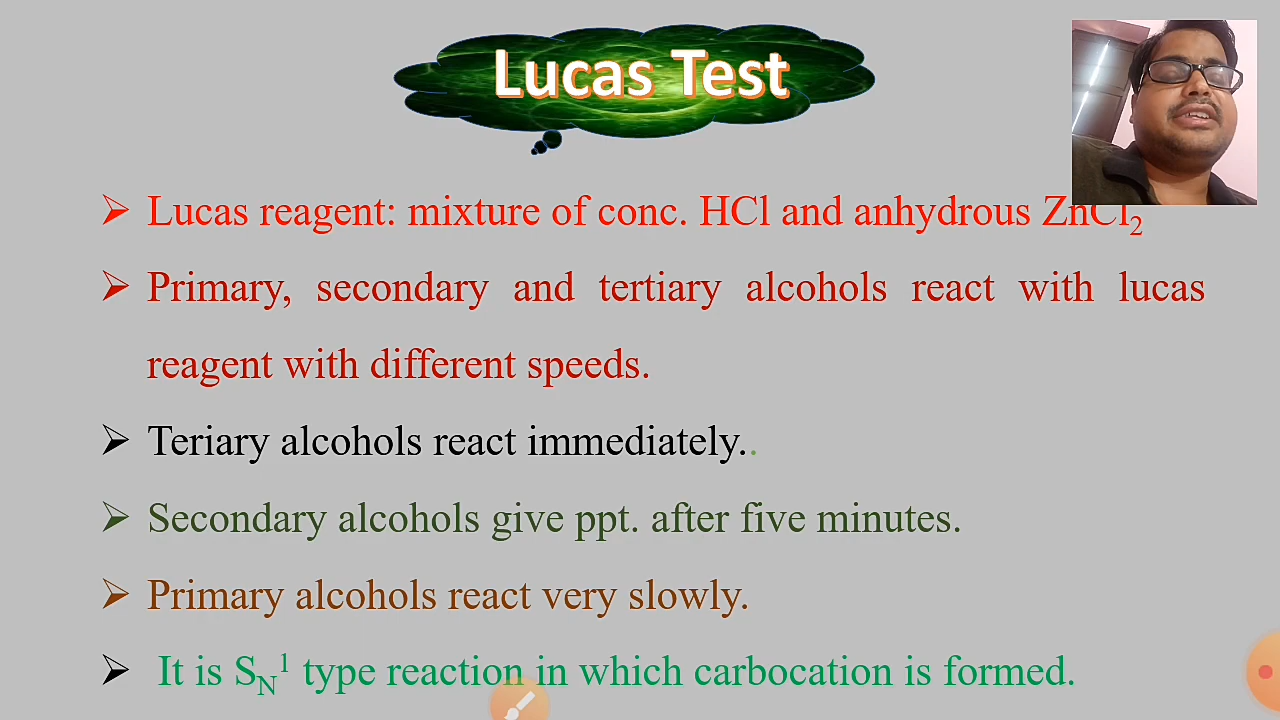 Lucas Test
➢ Lucas reagent: mixture of conc. HCl and anhydrous ZnCl₂
➢ Primary, secondary and tertiary alcohols react with lucas
reagent with different speeds.
➢ Teriary alcohols react immediately..
➢ Secondary alcohols give ppt. after five minutes.
➢ Primary alcohols react very slowly.
➢ It is S_N¹ type reaction in which carbocation is formed.